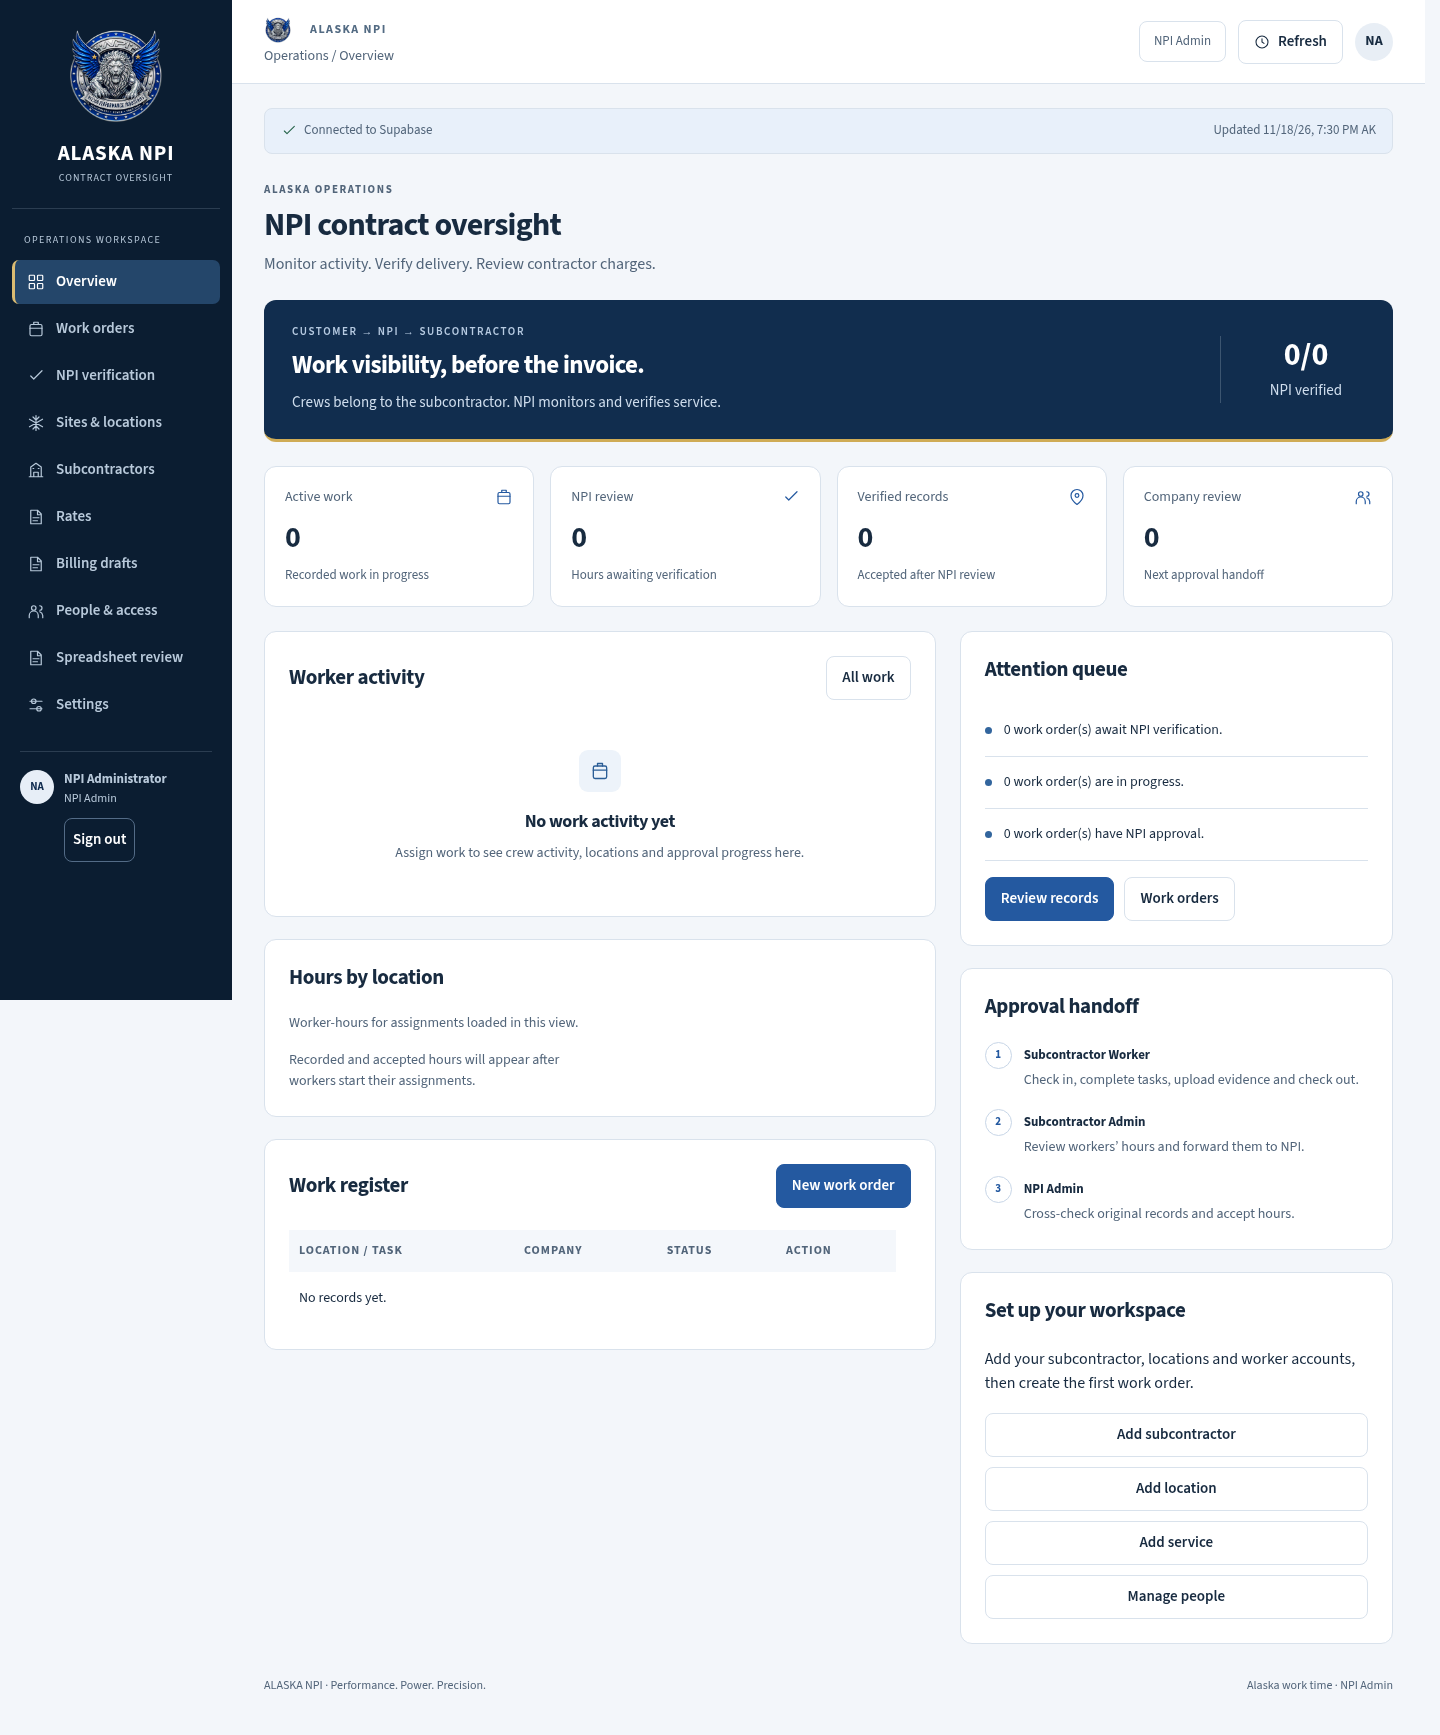 ALASKA NPI
CONTRACT OVERSIGHT
OPERATIONS WORKSPACE
Overview
Work orders
NPI verification
Sites & locations
Subcontractors
Rates
Billing drafts
People & access
Spreadsheet review
Settings
NA
NPI Administrator
NPI Admin
Sign out
ALASKA NPI
Operations / Overview
NPI Admin
Refresh
NA
Connected to Supabase
Updated 11/18/26, 7:30 PM AK
ALASKA OPERATIONS
NPI contract oversight
Monitor activity. Verify delivery. Review contractor charges.
CUSTOMER → NPI → SUBCONTRACTOR
Work visibility, before the invoice.
Crews belong to the subcontractor. NPI monitors and verifies service.
0/0
NPI verified
Active work
0
Recorded work in progress
NPI review
0
Hours awaiting verification
Verified records
0
Accepted after NPI review
Company review
0
Next approval handoff
Worker activity
All work
No work activity yet
Assign work to see crew activity, locations and approval progress here.
Hours by location
Worker-hours for assignments loaded in this view.
Recorded and accepted hours will appear after
workers start their assignments.
Work register
New work order
LOCATION / TASK COMPANY STATUS ACTION
No records yet.
Attention queue
0 work order(s) await NPI verification.
0 work order(s) are in progress.
0 work order(s) have NPI approval.
Review records
Work orders
Approval handoff
1 Subcontractor Worker
Check in, complete tasks, upload evidence and check out.
2 Subcontractor Admin
Review workers’ hours and forward them to NPI.
3 NPI Admin
Cross-check original records and accept hours.
Set up your workspace
Add your subcontractor, locations and worker accounts,
then create the first work order.
Add subcontractor
Add location
Add service
Manage people
ALASKA NPI · Performance. Power. Precision.
Alaska work time · NPI Admin